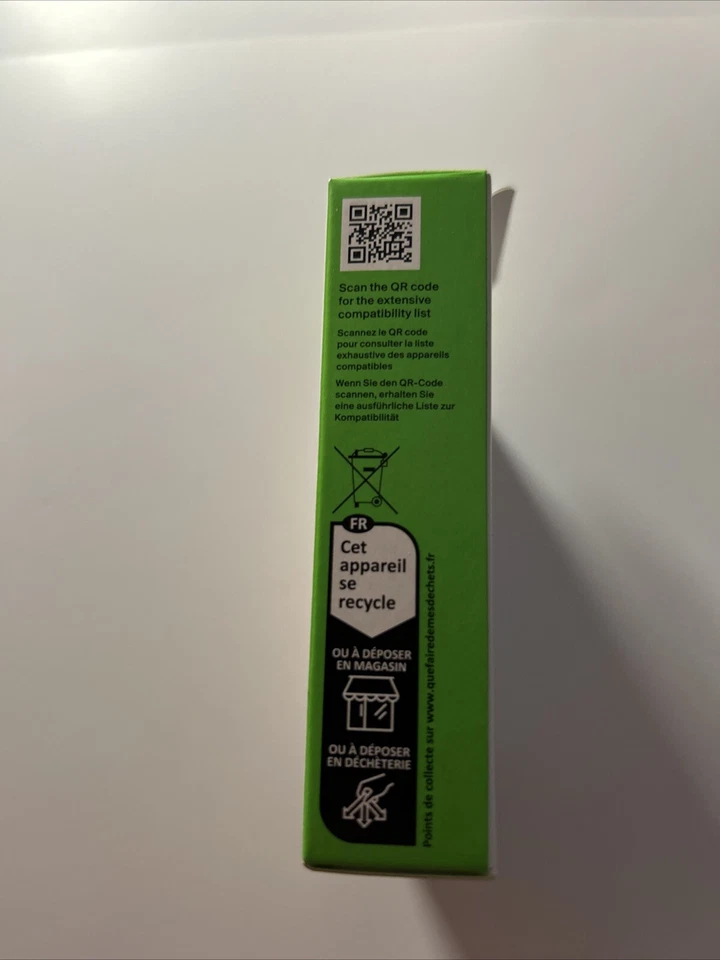 Scan the QR code
for the extensive
compatibility list
Scannez le QR code
pour consulter la liste
exhaustive des appareils
compatibles
Wenn Sie den QR-Code
scannen, erhalten Sie
eine ausführliche Liste zur
Kompatibilität
FR
Cet
appareil
se
recycle
OU À DÉPOSER
EN MAGASIN
OU À DÉPOSER
EN DÉCHÈTERIE
Points de collecte sur www.quefairedemesdechets.fr